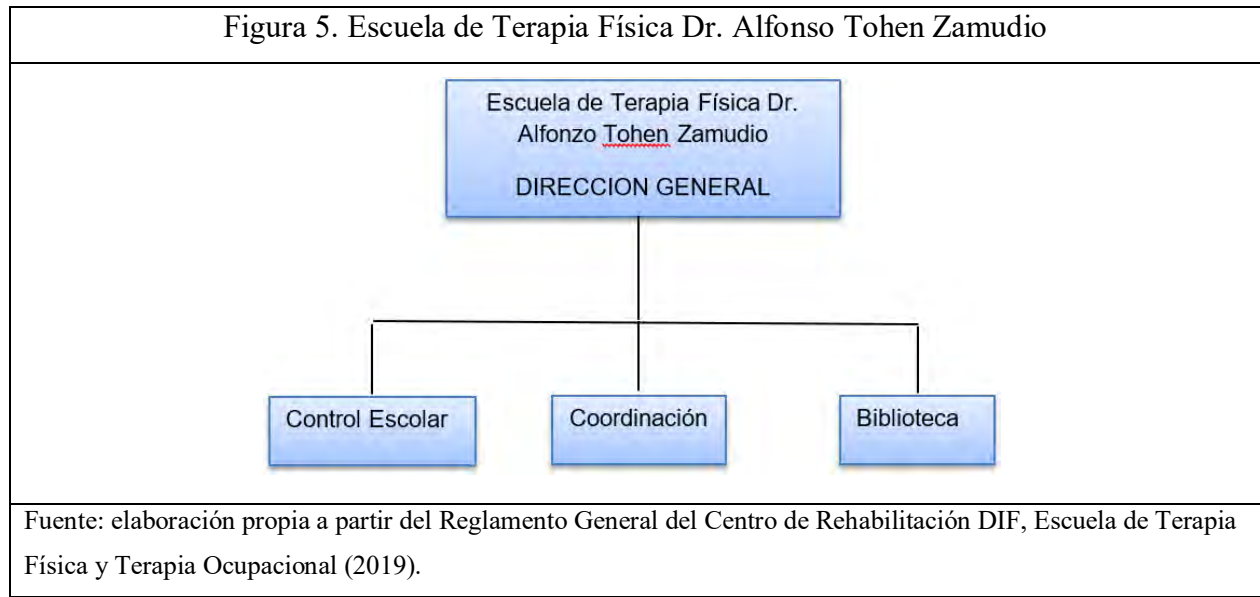 Figura 5. Escuela de Terapia Física Dr. Alfonso Tohen Zamudio
Escuela de Terapia Física Dr.
Alfonzo Tohen Zamudio
DIRECCION GENERAL
Control Escolar
Coordinación
Biblioteca
Fuente: elaboración propia a partir del Reglamento General del Centro de Rehabilitación DIF, Escuela de Terapia
Física y Terapia Ocupacional (2019).